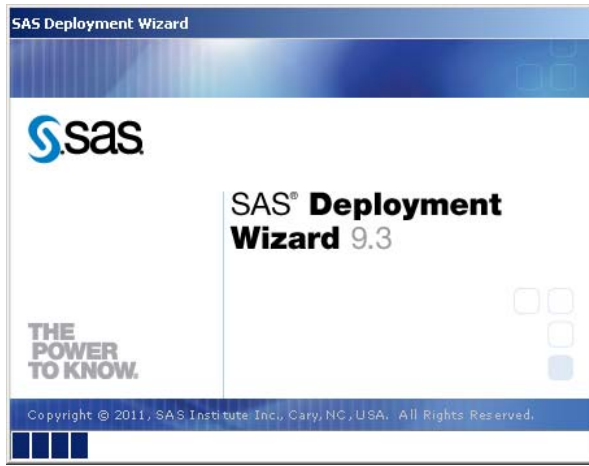 SAS Deployment Wizard
sas
SAS® Deployment
Wizard 9.3
THE
POWER
TO KNOW.
Copyright © 2011, SAS Institute Inc., Cary, NC, USA. All Rights Reserved.